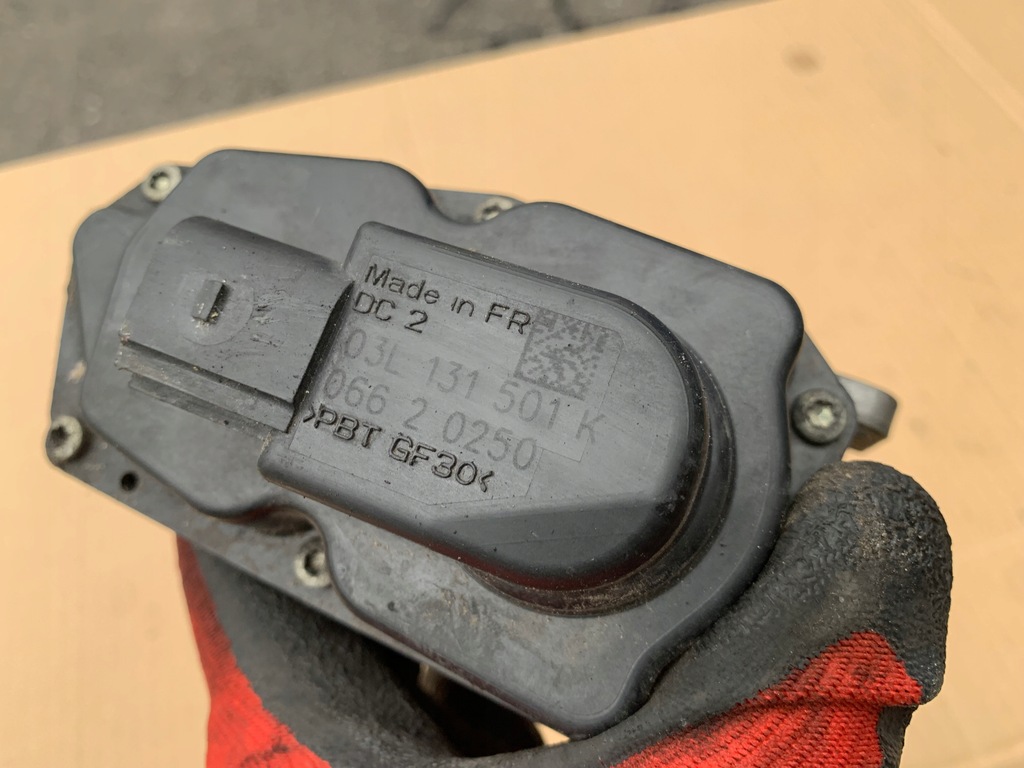 Made in FR
DC 2
03L 131 501 K
066 2 0250
>PBT GF30<